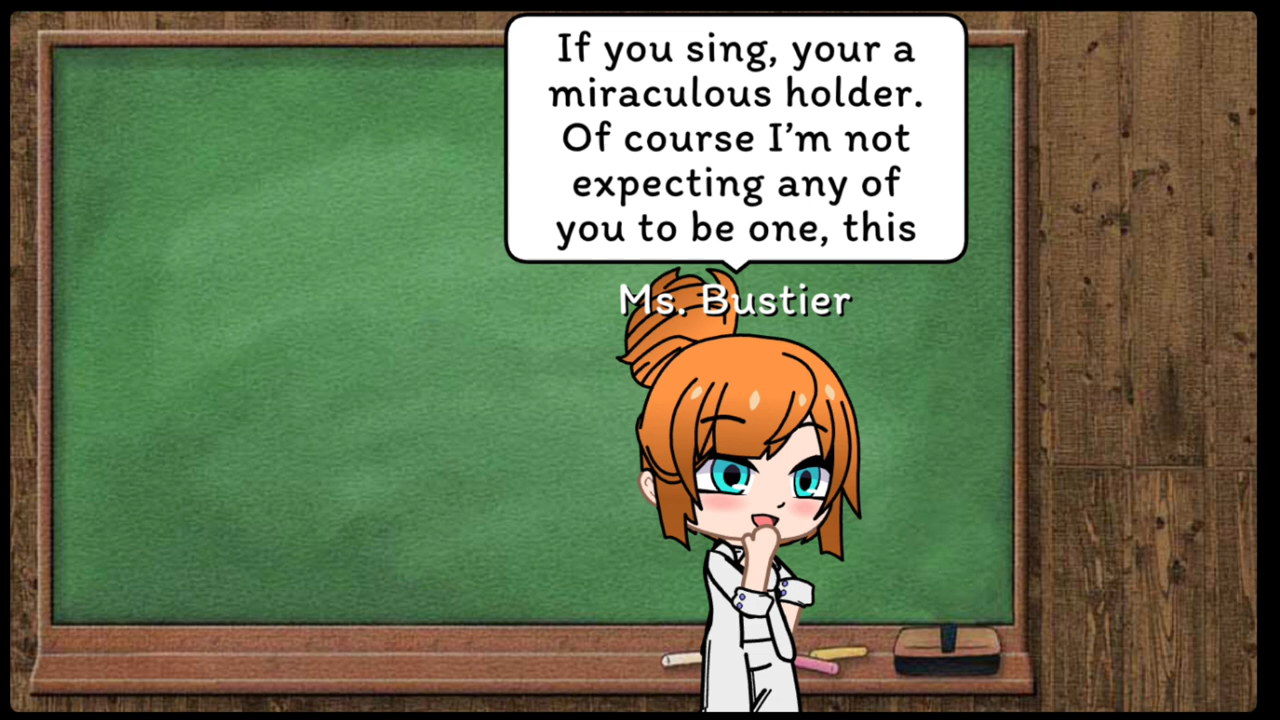 If you sing, your a
miraculous holder.
Of course I’m not
expecting any of
you to be one, this
Ms. Bustier